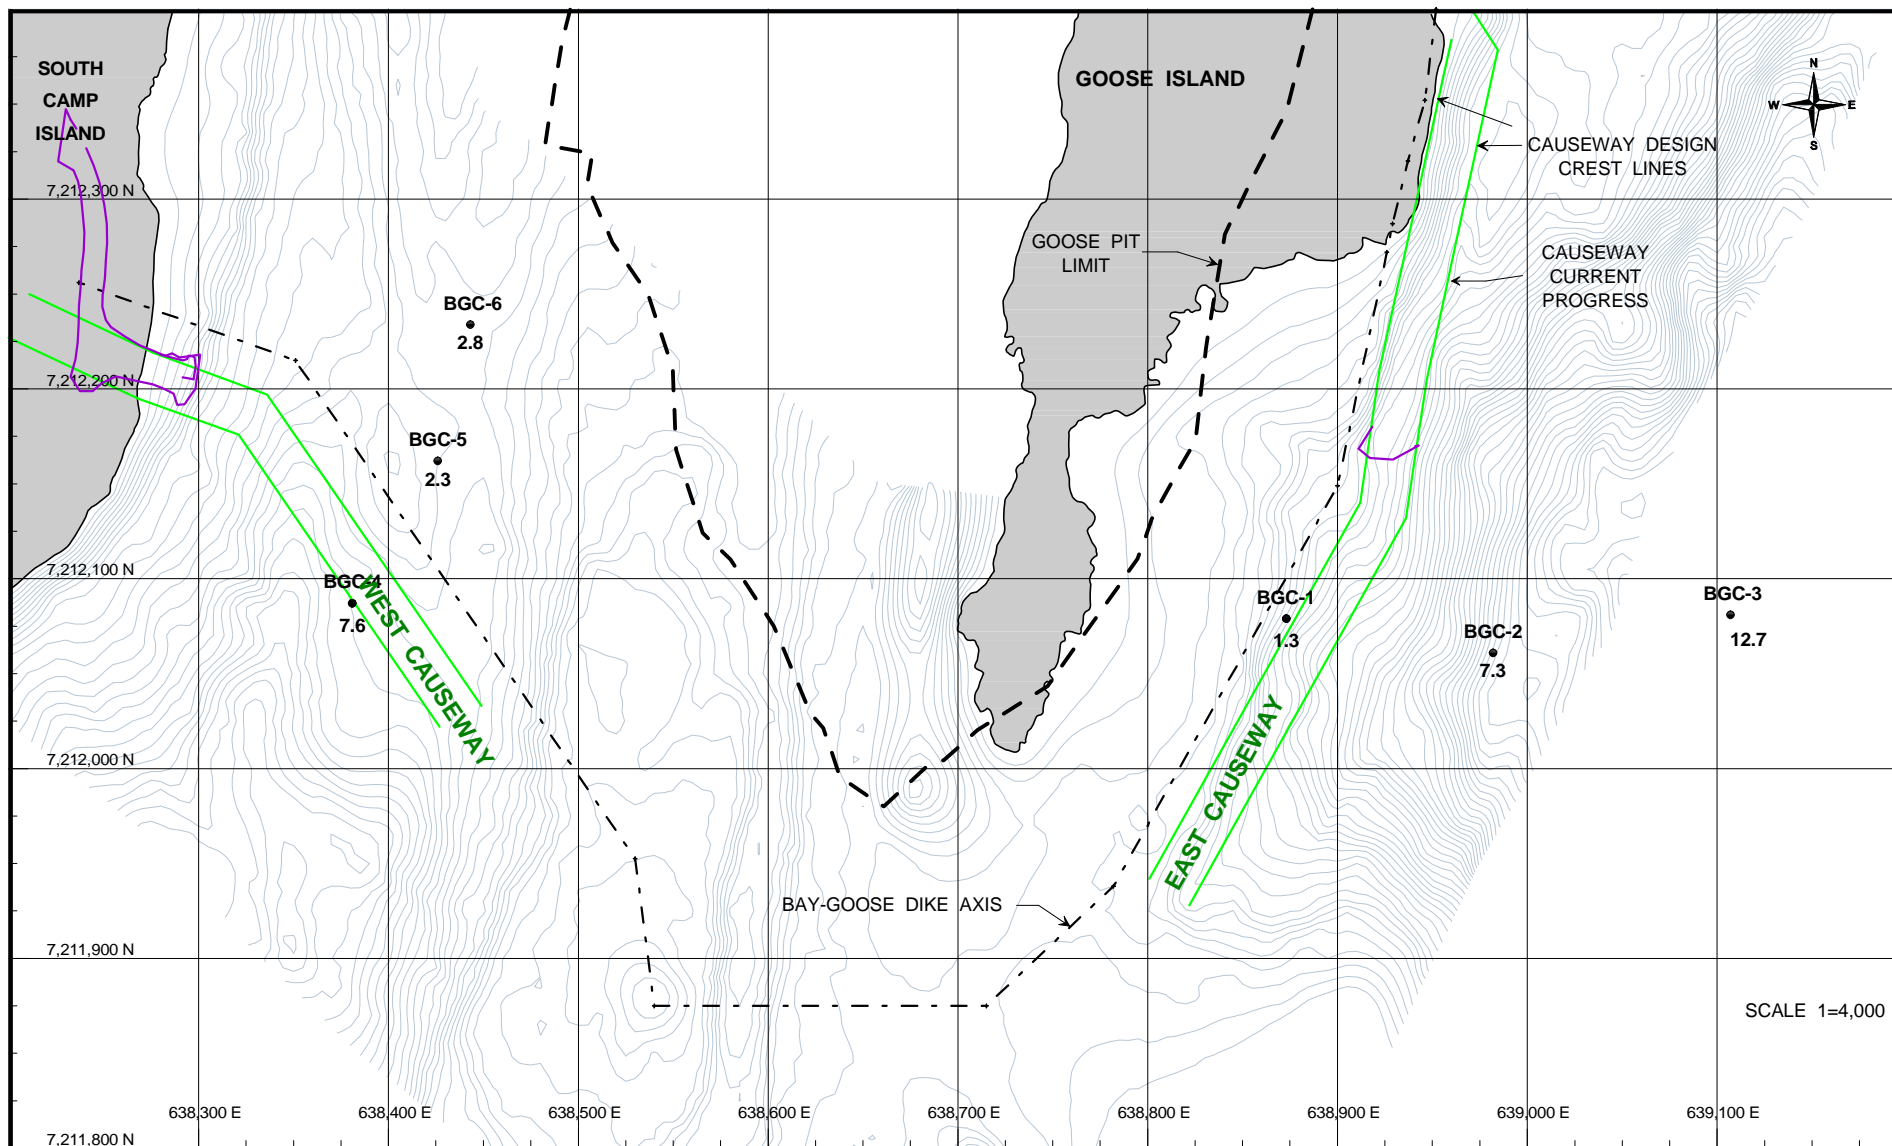 SOUTH
CAMP
ISLAND
GOOSE ISLAND
N
W E
S
CAUSEWAY DESIGN
CREST LINES
7,212,300 N
GOOSE PIT
LIMIT
CAUSEWAY
CURRENT
PROGRESS
BGC-6
2.8
7,212,200 N
BGC-5
2.3
7,212,100 N
BGC-4
7.6
WEST CAUSEWAY
BGC-1
1.3
BGC-2
7.3
BGC-3
12.7
7,212,000 N
EAST CAUSEWAY
BAY-GOOSE DIKE AXIS
7,211,900 N
SCALE 1=4,000
638,300 E
638,400 E
638,500 E
638,600 E
638,700 E
638,800 E
638,900 E
639,000 E
639,100 E
7,211,800 N